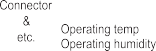 Connector
&
etc.
Operating temp
Operating humidity